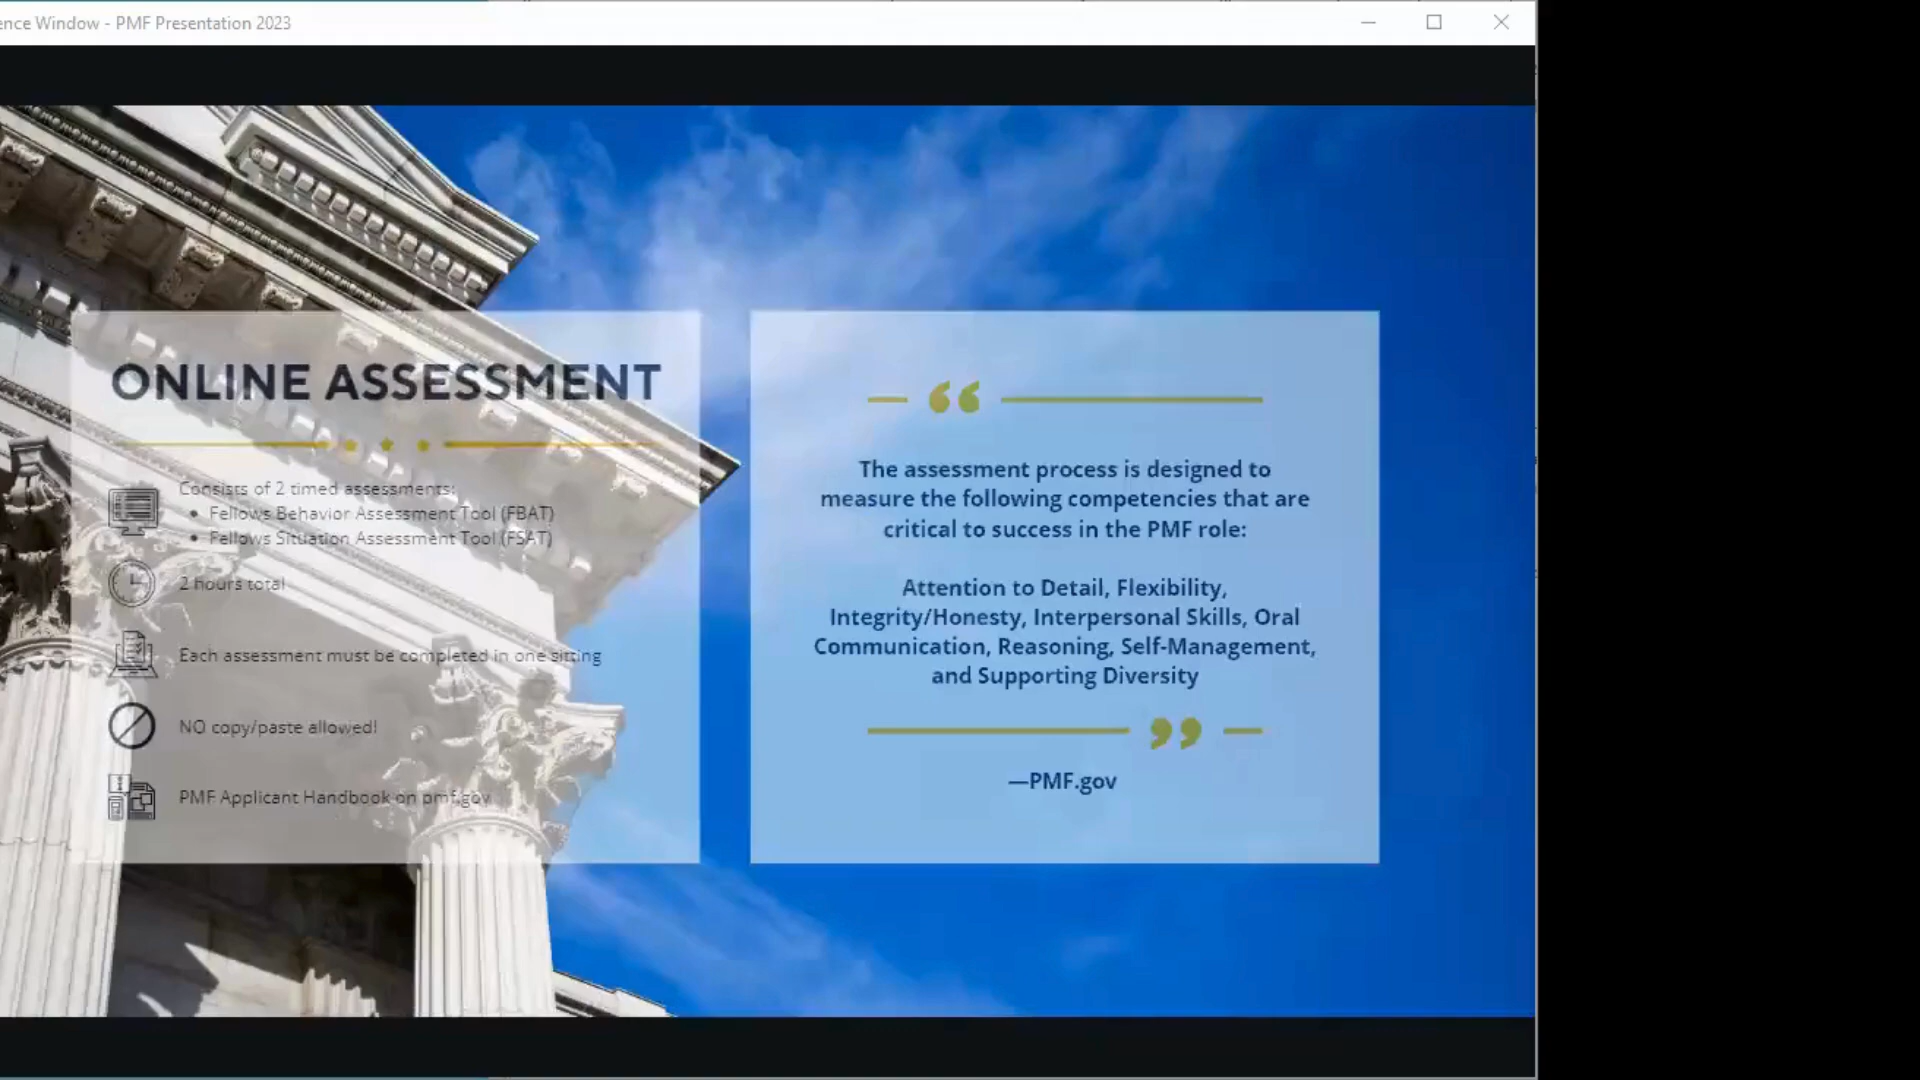 ence Window - PMF Presentation 2023
ONLINE ASSESSMENT
Consists of 2 timed assessments:
• Fellows Behavior Assessment Tool (FBAT)
• Fellows Situation Assessment Tool (FSAT)
2 hours total
Each assessment must be completed in one sitting
NO copy/paste allowed!
PMF Applicant Handbook on pmf.gov
“
The assessment process is designed to
measure the following competencies that are
critical to success in the PMF role:
Attention to Detail, Flexibility,
Integrity/Honesty, Interpersonal Skills, Oral
Communication, Reasoning, Self-Management,
and Supporting Diversity
”
—PMF.gov